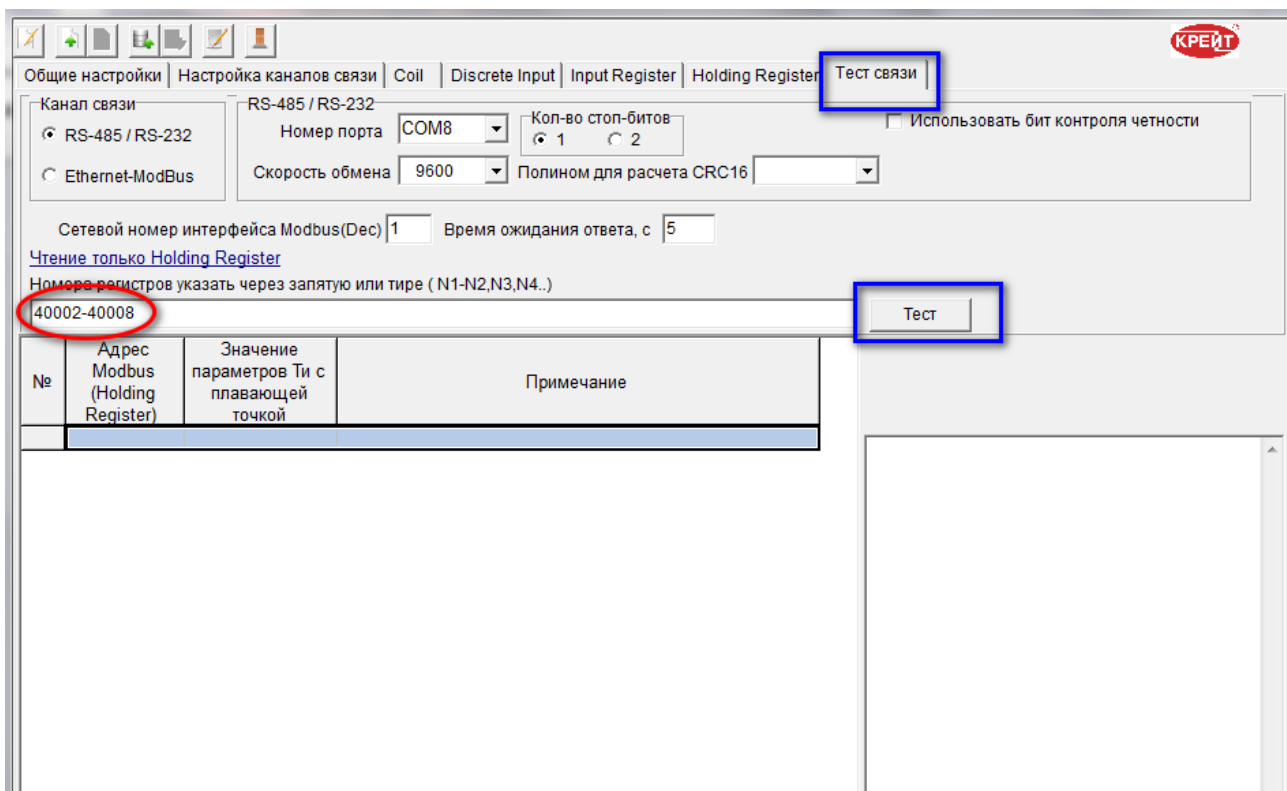 КРЕЙТ
Общие настройки Настройка каналов связи Coil Discrete Input Input Register Holding Register Тест связи
Канал связи RS-485 / RS-232
RS-485 / RS-232 Номер порта COM8 Кол-во стоп-битов Использовать бит контроля четности
1 2
Ethernet-ModBus Скорость обмена 9600 Полином для расчета CRC16
Сетевой номер интерфейса Modbus(Dec) 1 Время ожидания ответа, с 5
Чтение только Holding Register
Номера регистров указать через запятую или тире ( N1-N2,N3,N4..)
40002-40008 Тест
№
Адрес
Modbus
(Holding
Register)
Значение
параметров Ти с
плавающей
точкой
Примечание